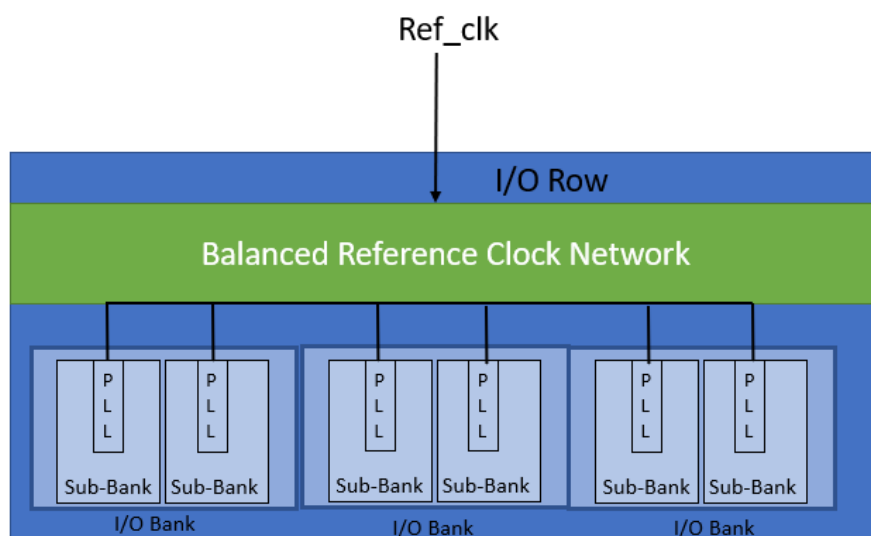 Ref_clk
I/O Row
Balanced Reference Clock Network
P
L
L
P
L
L
P
L
L
P
L
L
P
L
L
P
L
L
Sub-Bank
Sub-Bank
Sub-Bank
Sub-Bank
Sub-Bank
Sub-Bank
I/O Bank
I/O Bank
I/O Bank